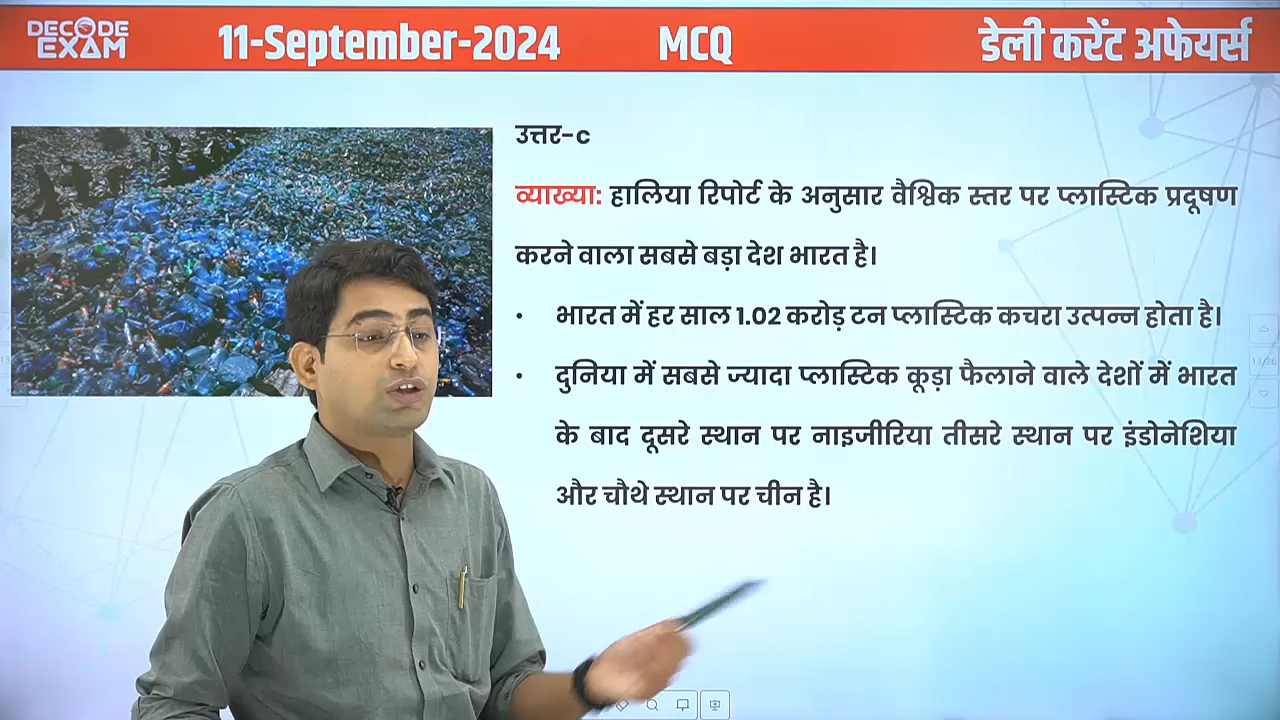 DECODE
EXAM
11-September-2024 MCQ डेली करेंट अफेयर्स
उत्तर-c
व्याख्या: हालिया रिपोर्ट के अनुसार वैश्विक स्तर पर प्लास्टिक प्रदूषण
करने वाला सबसे बड़ा देश भारत है।
• भारत में हर साल 1.02 करोड़ टन प्लास्टिक कचरा उत्पन्न होता है।
• दुनिया में सबसे ज्यादा प्लास्टिक कूड़ा फैलाने वाले देशों में भारत
के बाद दूसरे स्थान पर नाइजीरिया तीसरे स्थान पर इंडोनेशिया
और चौथे स्थान पर चीन है।
13/26